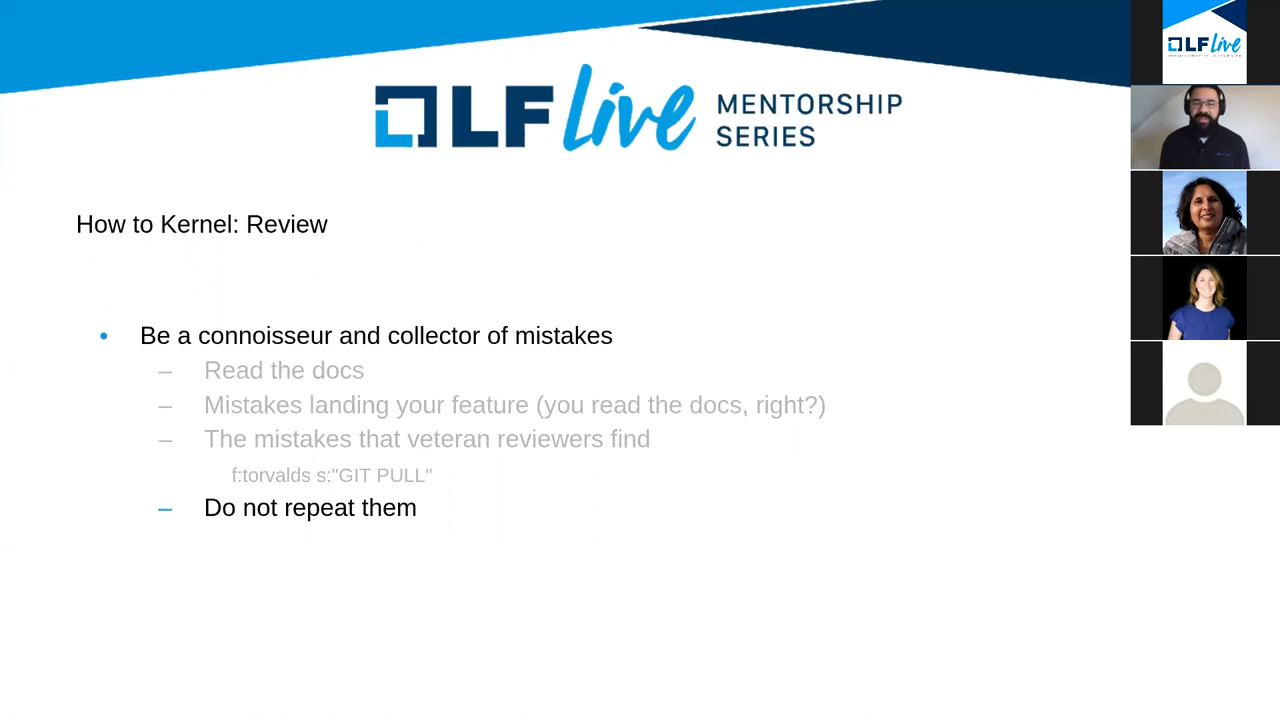 LF live MENTORSHIP
SERIES
LF live
How to Kernel: Review
• Be a connoisseur and collector of mistakes
– Read the docs
– Mistakes landing your feature (you read the docs, right?)
– The mistakes that veteran reviewers find
f:torvalds s:"GIT PULL"
– Do not repeat them